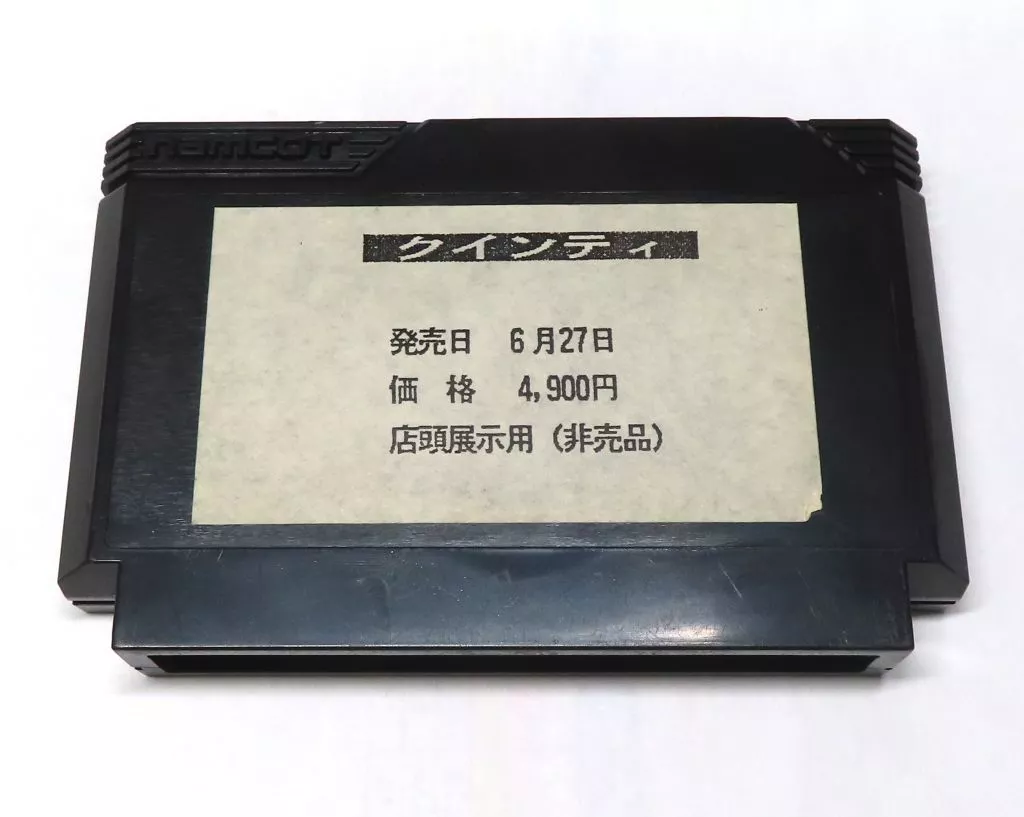 namcot
クインティ
発売日 6月27日
価 格 4,900円
店頭展示用（非売品）